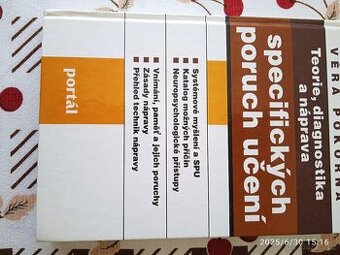 VĚRA POKORNÁ
Teorie, diagnostika
a náprava
specifických
poruch učení
■ Systémové myšlení a SPU
■ Katalog možných příčin
■ Neuropsychologické přístupy
■ Vnímání, paměť a jejich poruchy
■ Zásady nápravy
■ Přehled technik nápravy
portál
2025/6/30 15:16